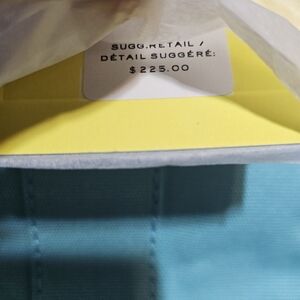 SUGG.RETAIL /
DÉTAIL SUGGÉRÉ:
$225.00